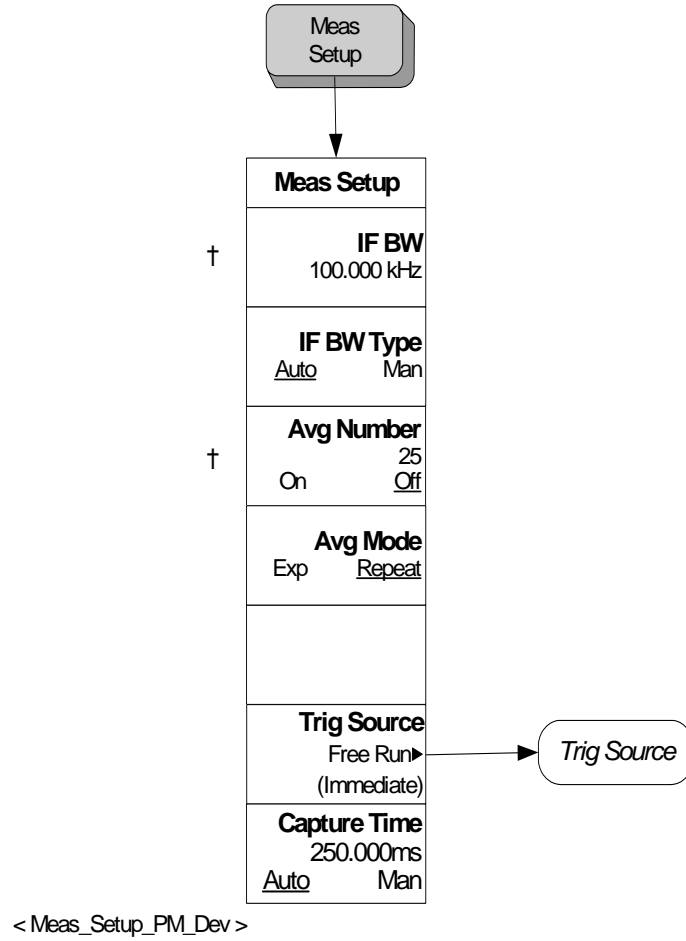 Meas
Setup
Meas Setup
†
IF BW
100.000 kHz
IF BW Type
Auto Man
†
Avg Number
25
On Off
Avg Mode
Exp Repeat
Trig Source
Free Run
(Immediate)
Trig Source
Capture Time
250.000ms
Auto Man
< Meas_Setup_PM_Dev >